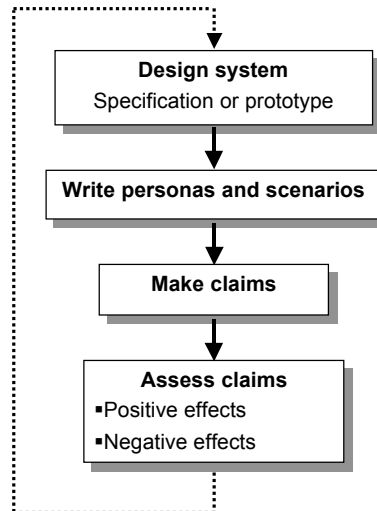 Design system
Specification or prototype
Write personas and scenarios
Make claims
Assess claims
▪Positive effects
▪Negative effects